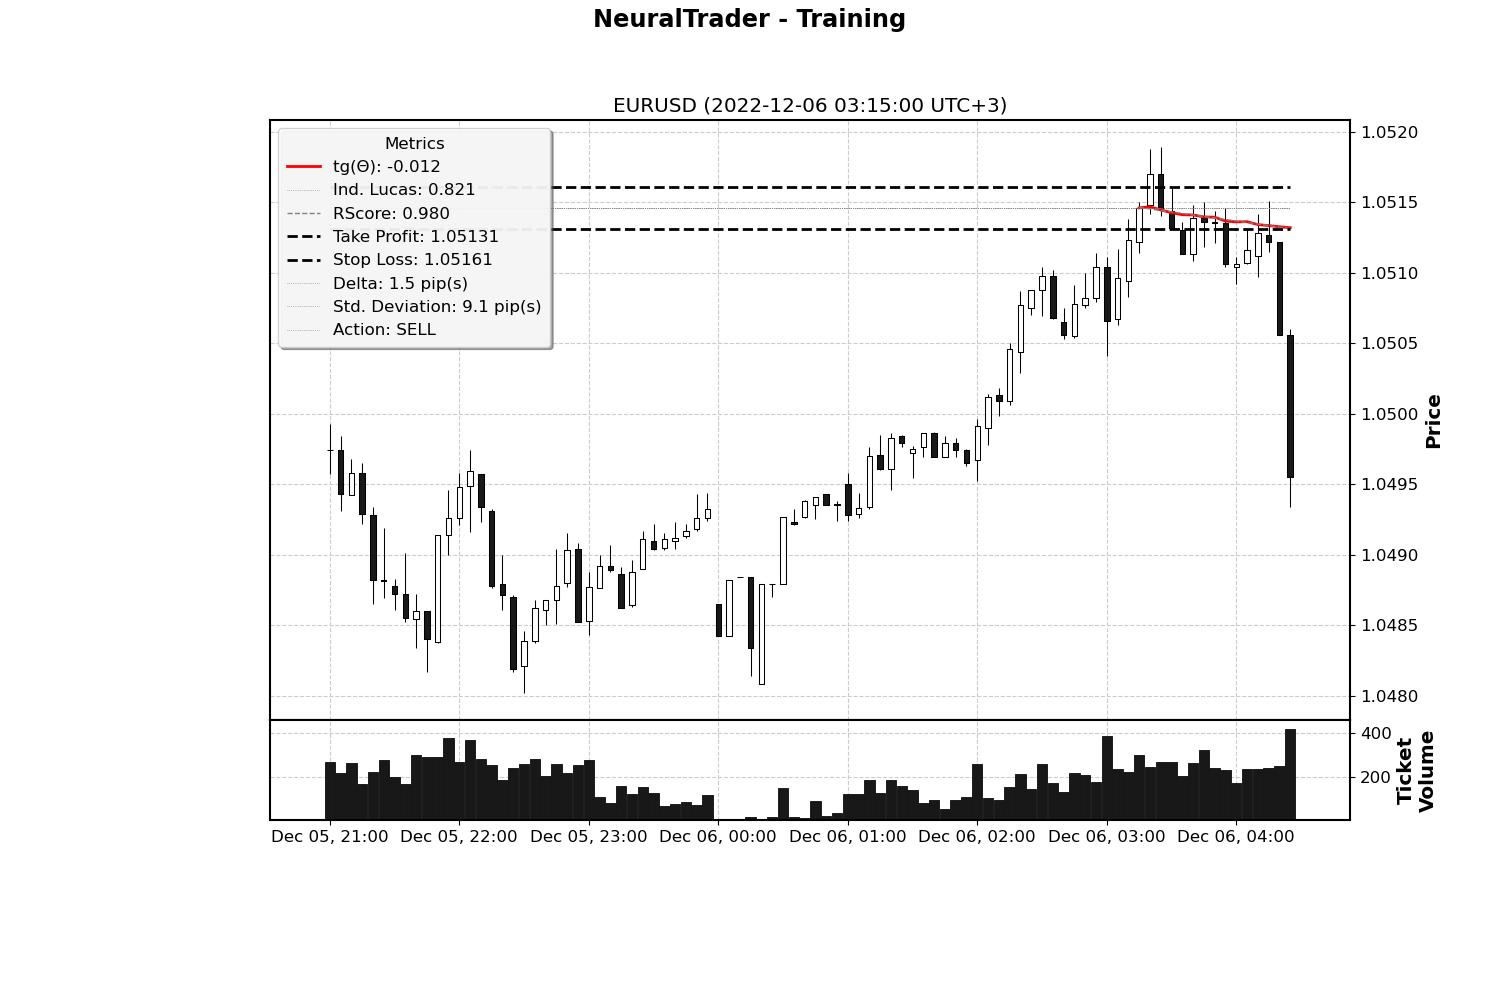 NeuralTrader - Training
EURUSD (2022-12-06 03:15:00 UTC+3)
Metrics
tg(Θ): -0.012
Ind. Lucas: 0.821
RScore: 0.980
Take Profit: 1.05131
Stop Loss: 1.05161
Delta: 1.5 pip(s)
Std. Deviation: 9.1 pip(s)
Action: SELL
1.0520
1.0515
1.0510
1.0505
1.0500
1.0495
1.0490
1.0485
1.0480
Price
400
200
Ticket
Volume
Dec 05, 21:00 Dec 05, 22:00 Dec 05, 23:00 Dec 06, 00:00 Dec 06, 01:00 Dec 06, 02:00 Dec 06, 03:00 Dec 06, 04:00